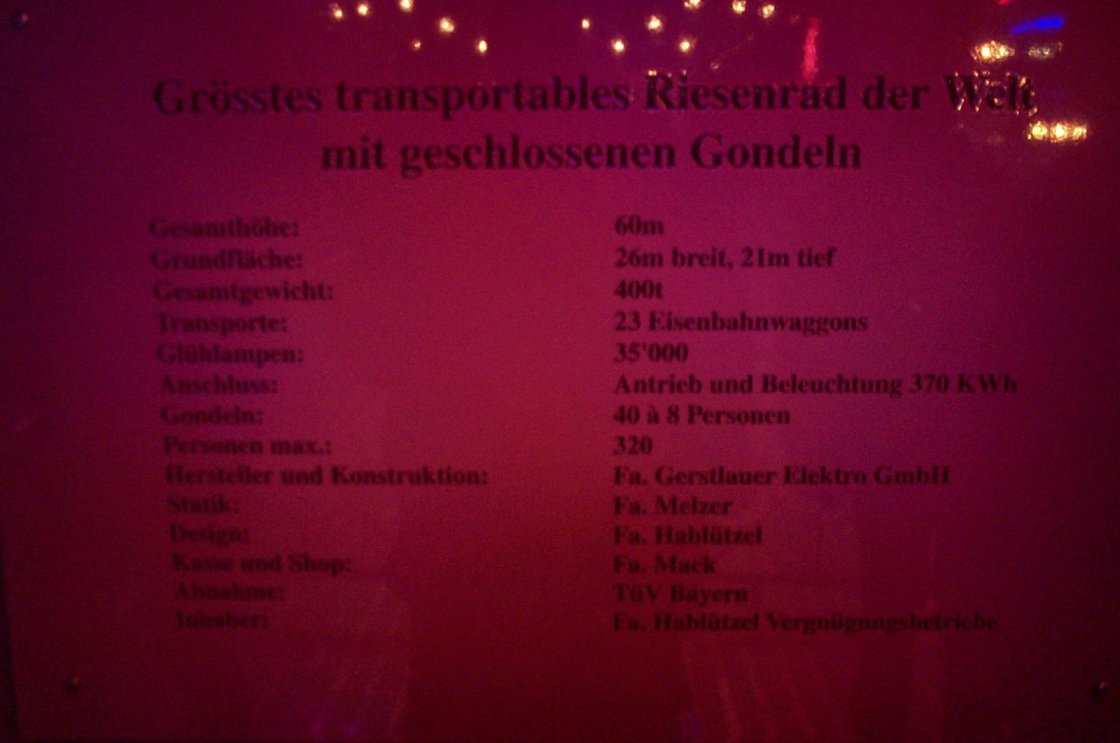 Grösstes transportables Riesenrad der Welt
mit geschlossenen Gondeln
Gesamthöhe: 60m
Grundfläche: 26m breit, 21m tief
Gesamtgewicht: 400t
Transporte: 23 Eisenbahnwaggons
Glühlampen: 35'000
Anschluss: Antrieb und Beleuchtung 370 KWh
Gondeln: 40 à 8 Personen
Personen max.: 320
Hersteller und Konstruktion: Fa. Gerstlauer Elektro GmbH
Statik: Fa. Melzer
Design: Fa. Hablützel
Kasse und Shop: Fa. Mack
Abnahme: TüV Bayern
Inhaber: Fa. Hablützel Vergnügungsbetriebe